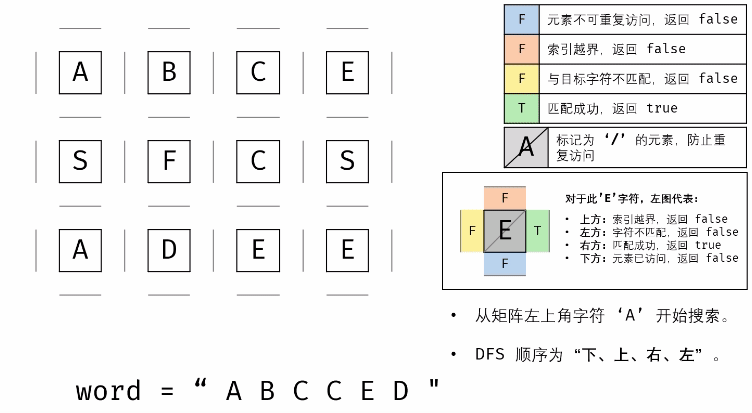 A B C E
S F C S
A D E E
word = “ A B C C E D "
F 元素不可重复访问，返回 false
F 索引越界，返回 false
F 与目标字符不匹配，返回 false
T 匹配成功，返回 true
A 标记为 ‘/’ 的元素，防止重
复访问
F
F E T
F
对于此'E'字符，左图代表：
• 上方：索引越界，返回 false
• 左方：字符不匹配，返回 false
• 右方：匹配成功，返回 true
• 下方：元素已访问，返回 false
• 从矩阵左上角字符 ‘A’ 开始搜索。
• DFS 顺序为 “下、上、右、左” 。